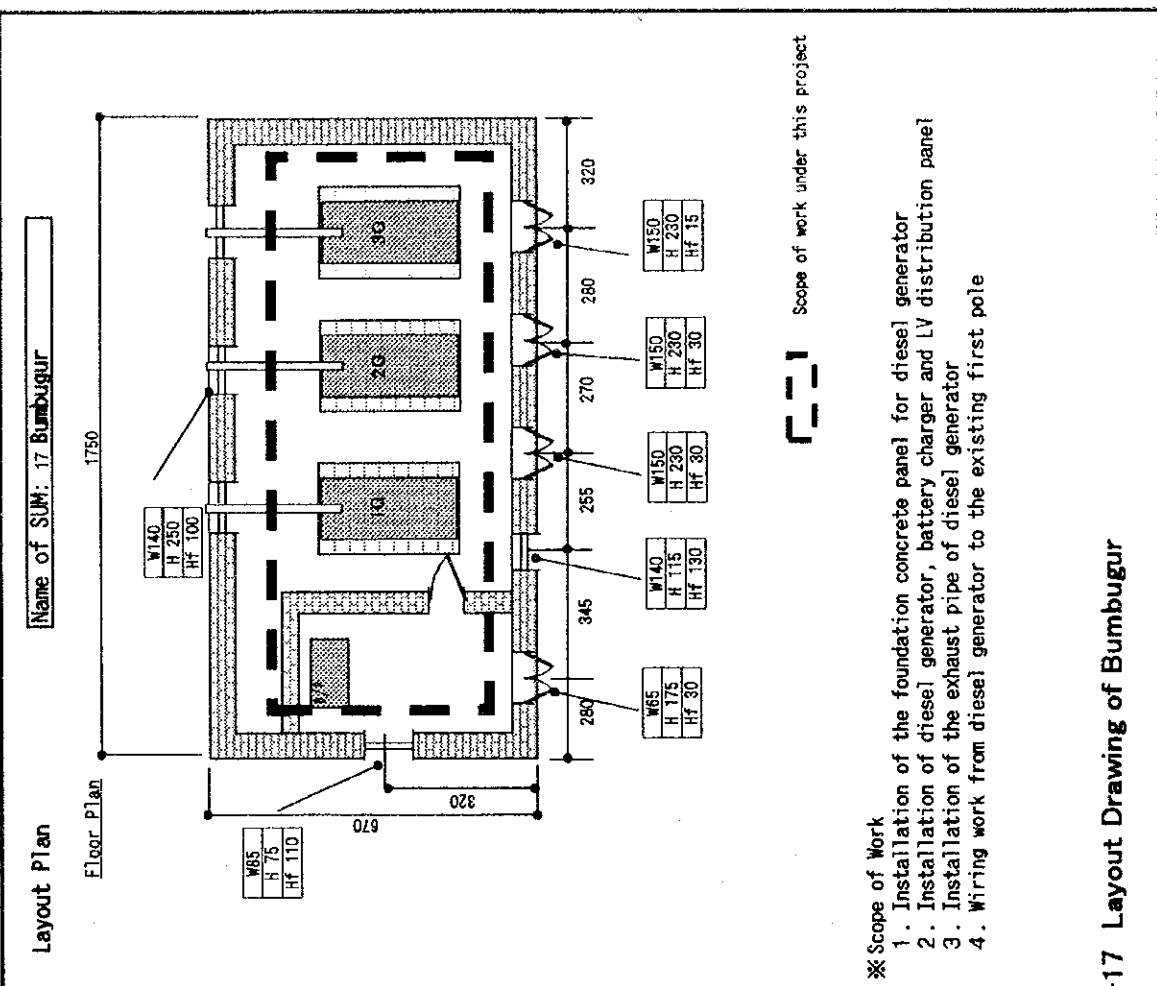 Layout Plan
Name of SUM: 17 Bumbugur
Floor Plan
1750
W140
H 250
Hf 100
W85
H 75
Hf 110
670
320
1G
2G
3G
280
345
255
270
280
320
W65
H 175
Hf 30
W140
H 115
Hf 130
W150
H 230
Hf 30
W150
H 230
Hf 30
W150
H 230
Hf 15
Scope of work under this project
※Scope of Work
1. Installation of the foundation concrete panel for diesel generator
2. Installation of diesel generator, battery charger and LV distribution panel
3. Installation of the exhaust pipe of diesel generator
4. Wiring work from diesel generator to the existing first pole
-17 Layout Drawing of Bumbugur